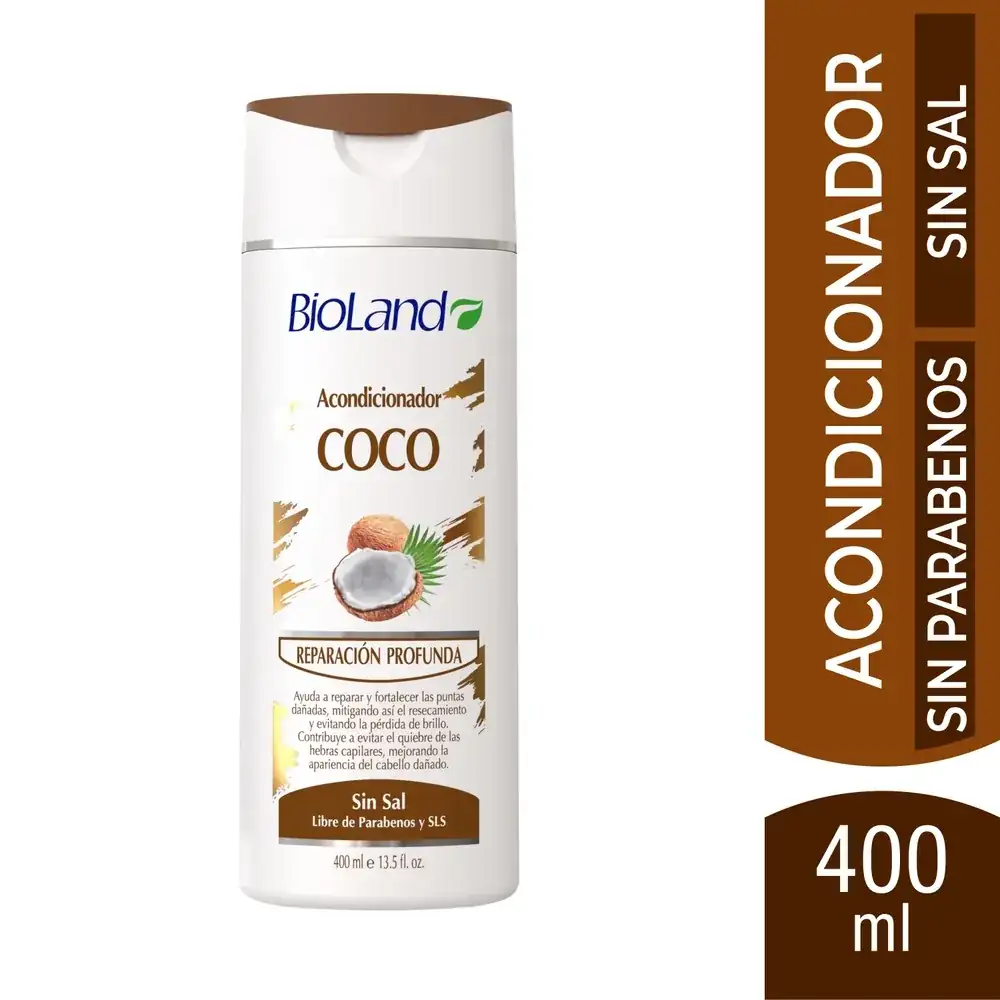 BioLand
Acondicionador
COCO
REPARACIÓN PROFUNDA
Ayuda a reparar y fortalecer las puntas
dañadas, mitigando así el resecamiento
y evitando la pérdida de brillo.
Contribuye a evitar el quiebre de las
hebras capilares, mejorando la
apariencia del cabello dañado.
Sin Sal
Libre de Parabenos y SLS
400 ml e 13.5 fl. oz.
ACONDICIONADOR
SIN PARABENOS
SIN SAL
400
ml